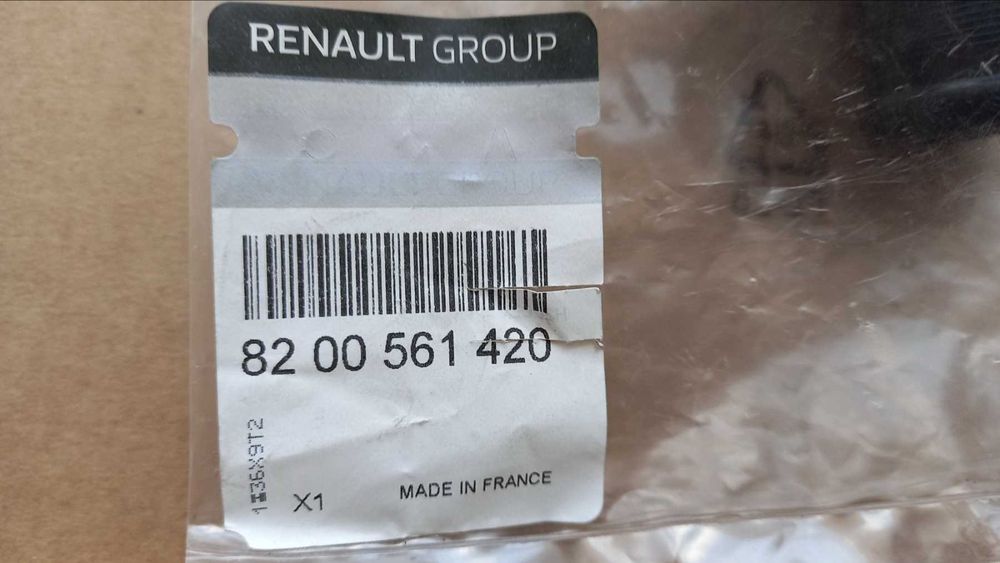 RENAULT GROUP
82 00 561 420
X1
MADE IN FRANCE